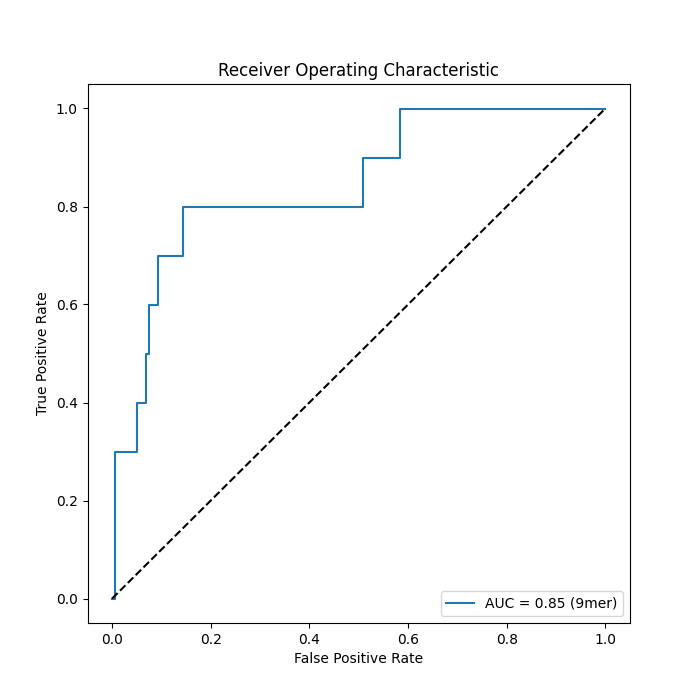 Receiver Operating Characteristic
1.0
0.8
0.6
0.4
0.2
0.0
True Positive Rate
0.0 0.2 0.4 0.6 0.8 1.0
False Positive Rate
AUC = 0.85 (9mer)